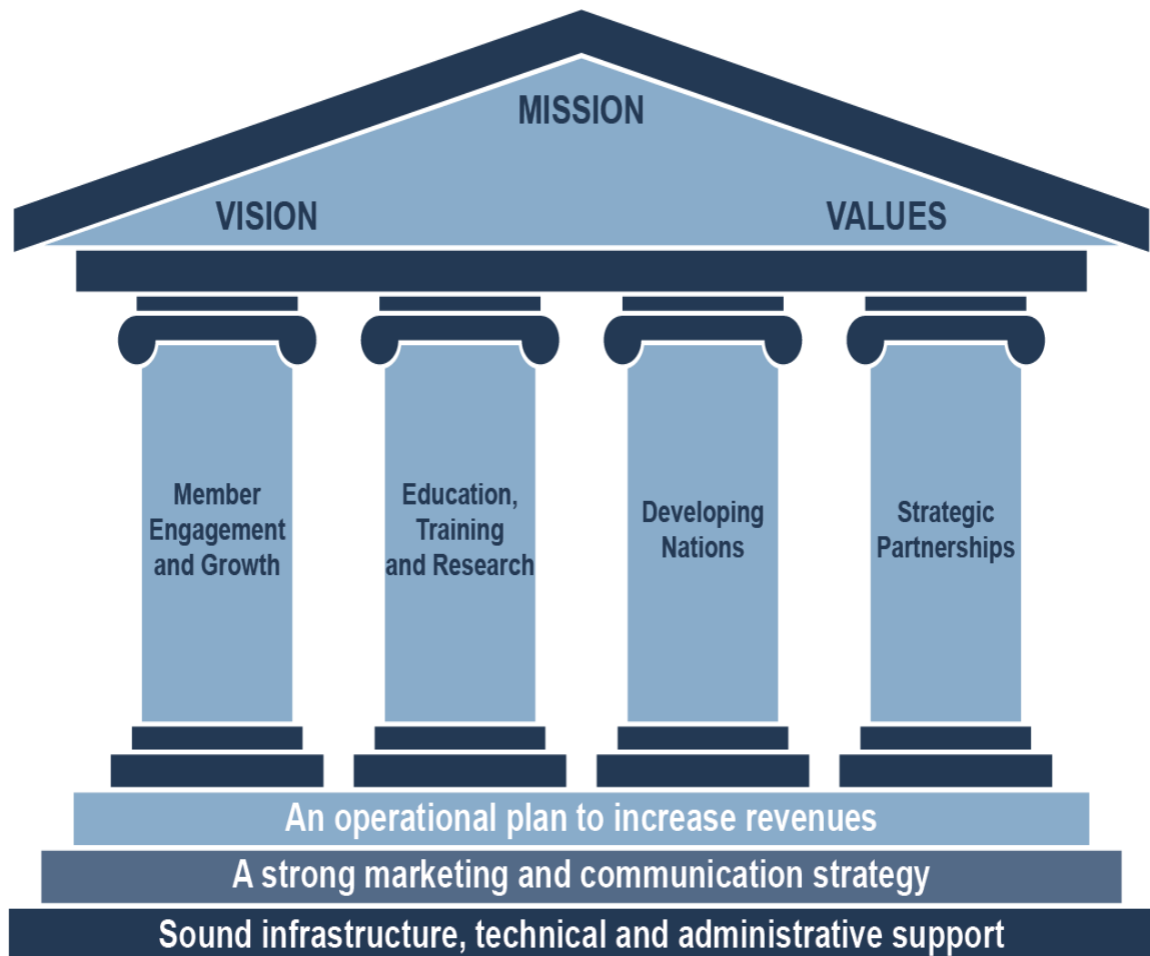 MISSION
VISION
VALUES
Member
Engagement
and Growth
Education,
Training
and Research
Developing
Nations
Strategic
Partnerships
An operational plan to increase revenues
A strong marketing and communication strategy
Sound infrastructure, technical and administrative support